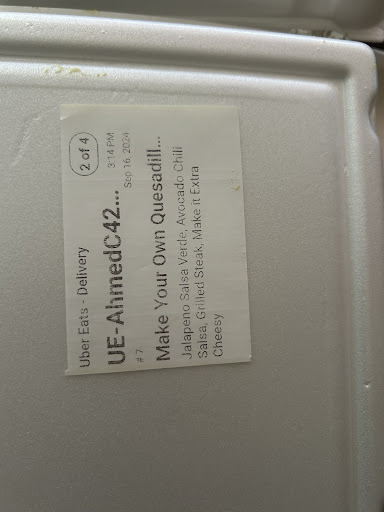 Uber Eats - Delivery
2 of 4
UE-AhmedC42...
3:14 PM
# 7
Sep 16, 2024
Make Your Own Quesadill...
Jalapeno Salsa Verde, Avocado Chili
Salsa, Grilled Steak, Make it Extra
Cheesy